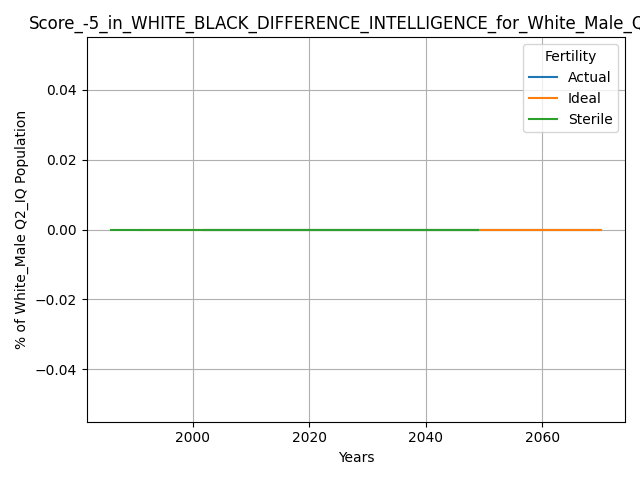 Score_-5_in_WHITE_BLACK_DIFFERENCE_INTELLIGENCE_for_White_Male_Q
Fertility
Actual
Ideal
Sterile
% of White_Male Q2_IQ Population
0.04
0.02
0.00
−0.02
−0.04
2000 2020 2040 2060
Years